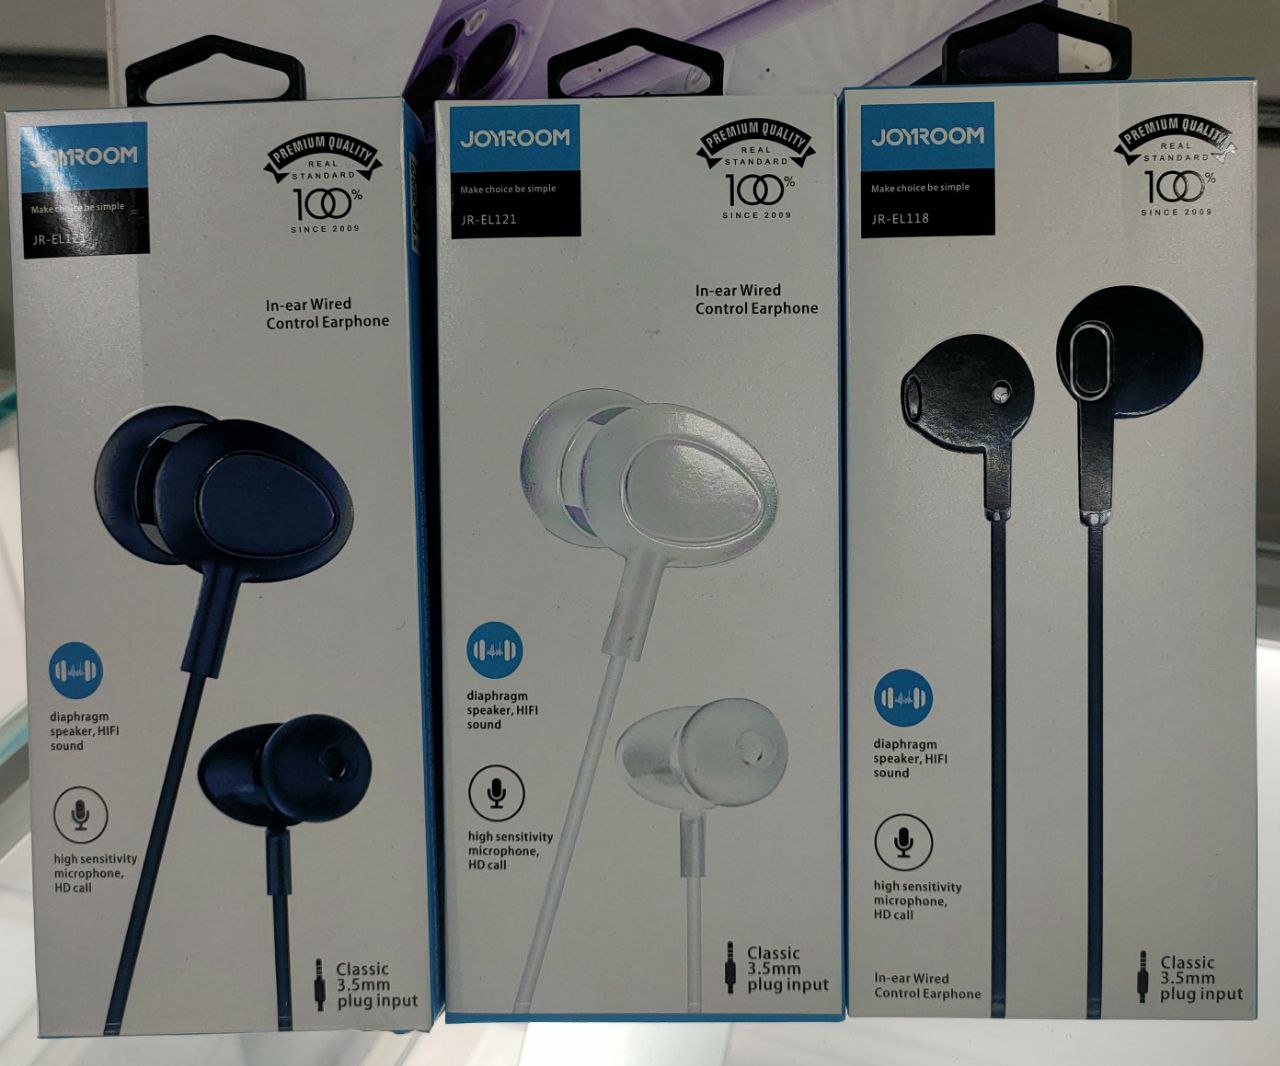 JOYROOM
Make choice be simple
JR-EL121
PREMIUM QUALITY
REAL
STANDARD
100%
SINCE 2009
In-ear Wired
Control Earphone
diaphragm
speaker, HIFI
sound
high sensitivity
microphone,
HD call
Classic
3.5mm
plug input
JOYROOM
Make choice be simple
JR-EL121
PREMIUM QUALITY
REAL
STANDARD
100%
SINCE 2009
In-ear Wired
Control Earphone
diaphragm
speaker, HIFI
sound
high sensitivity
microphone,
HD call
Classic
3.5mm
plug input
JOYROOM
Make choice be simple
JR-EL118
PREMIUM QUALITY
REAL
STANDARD
100%
SINCE 2009
diaphragm
speaker, HIFI
sound
high sensitivity
microphone,
HD call
In-ear Wired
Control Earphone
Classic
3.5mm
plug input